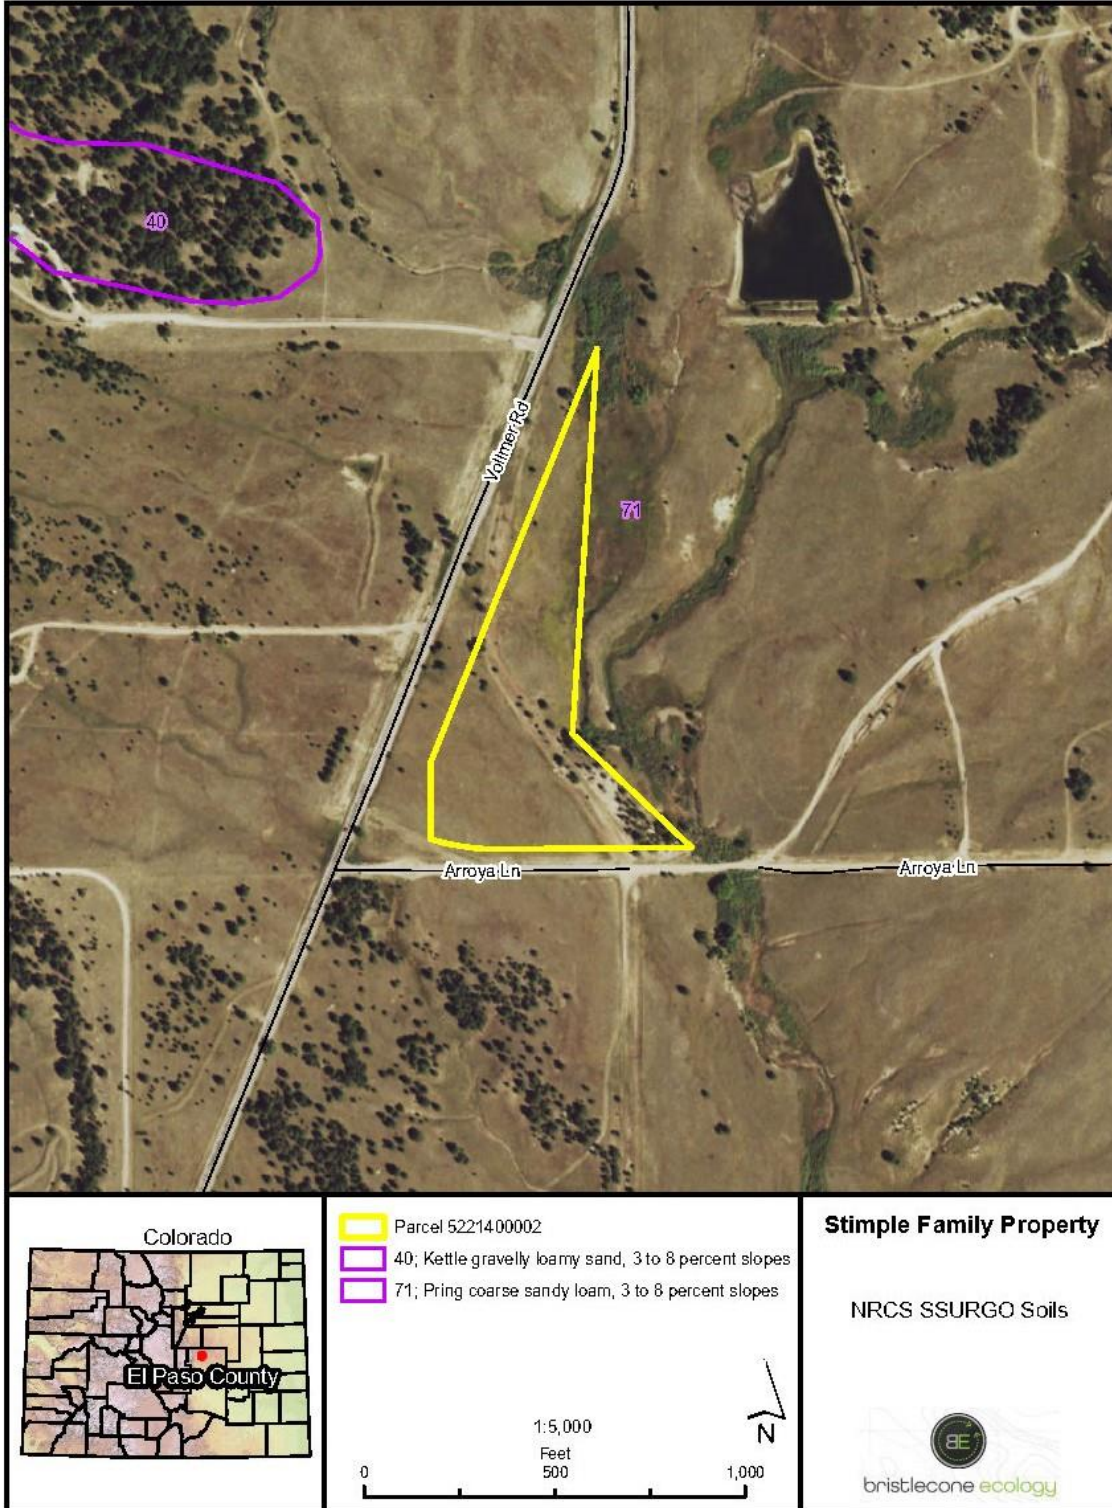 40
Vollmer Rd
71
Arroya Ln
Arroya Ln
Colorado
El Paso County
Parcel 5221400002
40; Kettle gravelly loamy sand, 3 to 8 percent slopes
71; Pring coarse sandy loam, 3 to 8 percent slopes
N
1:5,000
Feet
0 500 1,000
Stimple Family Property
NRCS SSURGO Soils
BE
bristlecone ecology